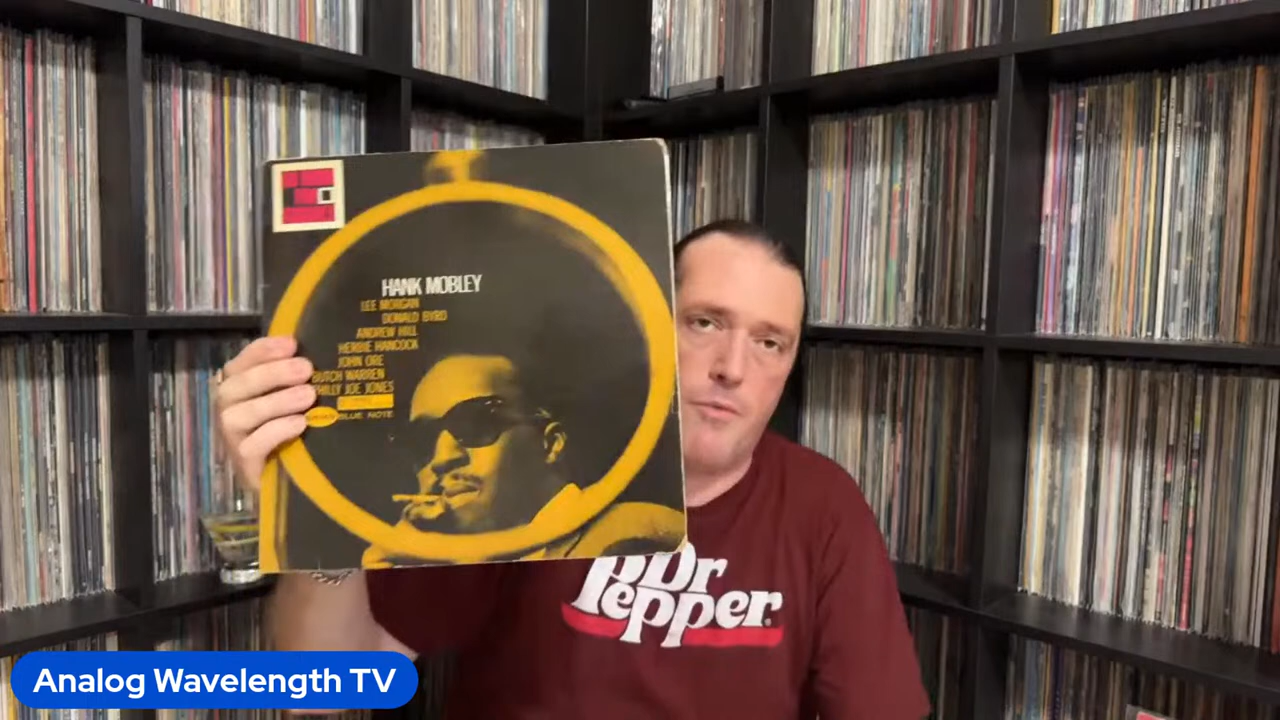 HANK MOBLEY
LEE MORGAN
DONALD BYRD
ANDREW HILL
HERBIE HANCOCK
JOHN ORE
BUTCH WARREN
PHILLY JOE JONES
BLUE NOTE
Dr
Pepper
Analog Wavelength TV